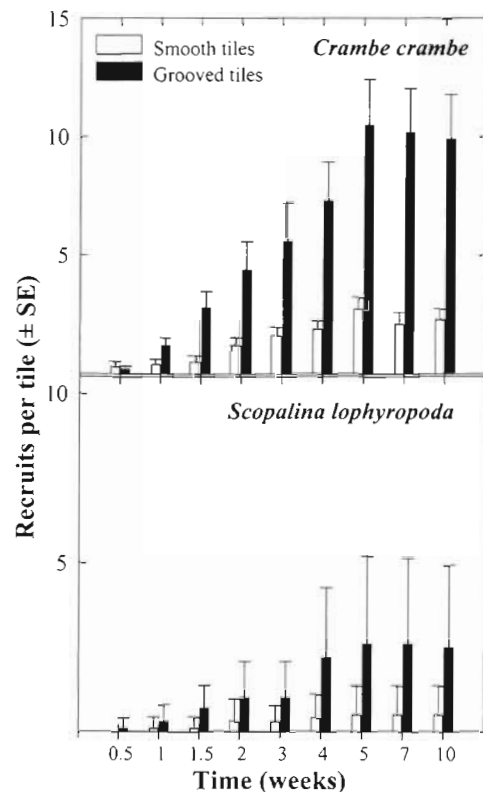 15
Crambe crambe
Smooth tiles
Grooved tiles
10
5
Recruits per tile (± SE)
10
Scopalina lophyropoda
5
0.5 1 1.5 2 3 4 5 7 10
Time (weeks)